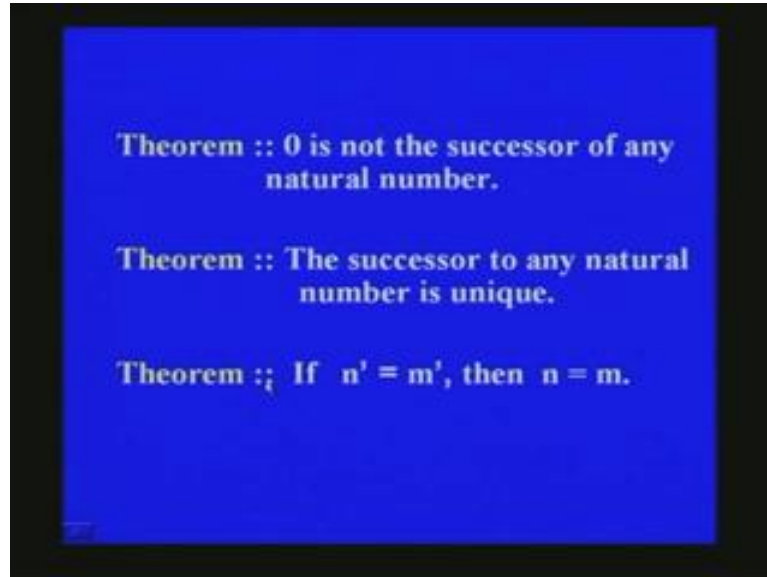 Theorem :: 0 is not the successor of any
natural number.
Theorem :: The successor to any natural
number is unique.
Theorem :: If n' = m', then n = m.